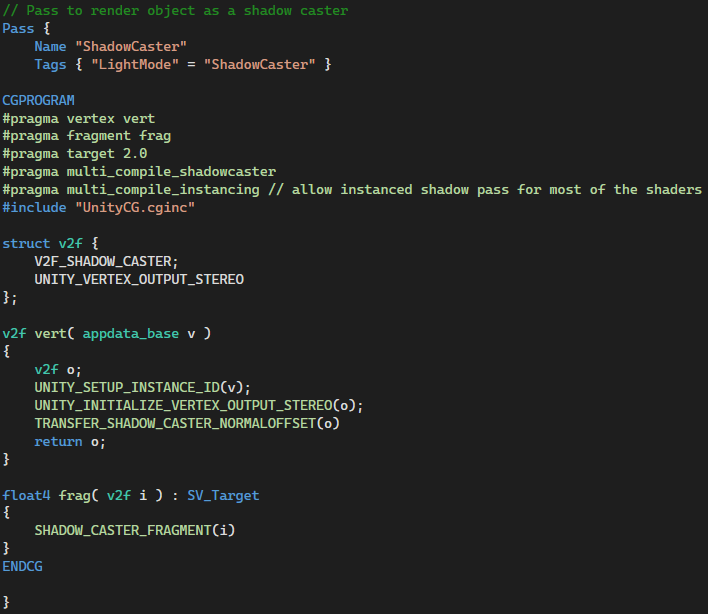 // Pass to render object as a shadow caster
Pass {
    Name "ShadowCaster"
    Tags { "LightMode" = "ShadowCaster" }

CGPROGRAM
#pragma vertex vert
#pragma fragment frag
#pragma target 2.0
#pragma multi_compile_shadowcaster
#pragma multi_compile_instancing // allow instanced shadow pass for most of the shaders
#include "UnityCG.cginc"

struct v2f {
    V2F_SHADOW_CASTER;
    UNITY_VERTEX_OUTPUT_STEREO
};

v2f vert( appdata_base v )
{
    v2f o;
    UNITY_SETUP_INSTANCE_ID(v);
    UNITY_INITIALIZE_VERTEX_OUTPUT_STEREO(o);
    TRANSFER_SHADOW_CASTER_NORMALOFFSET(o)
    return o;
}

float4 frag( v2f i ) : SV_Target
{
    SHADOW_CASTER_FRAGMENT(i)
}
ENDCG

}